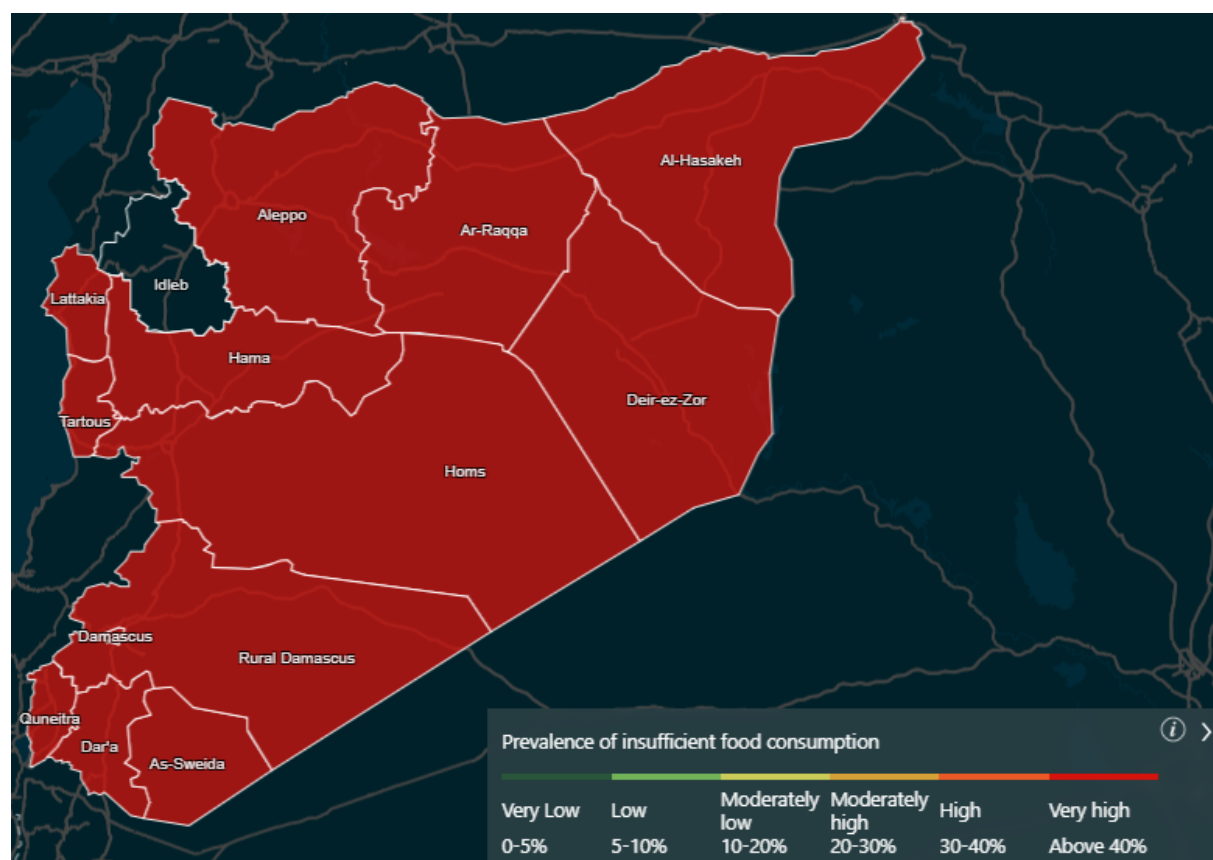 Al-Hasakeh
Aleppo
Ar-Raqqa
Idleb
Lattakia
Hama
Deir-ez-Zor
Tartous
Homs
Damascus
Rural Damascus
Quneitra
Dar'a
As-Sweida
Prevalence of insufficient food consumption
Very Low
0-5%
Low
5-10%
Moderately
low
10-20%
Moderately
high
20-30%
High
30-40%
Very high
Above 40%